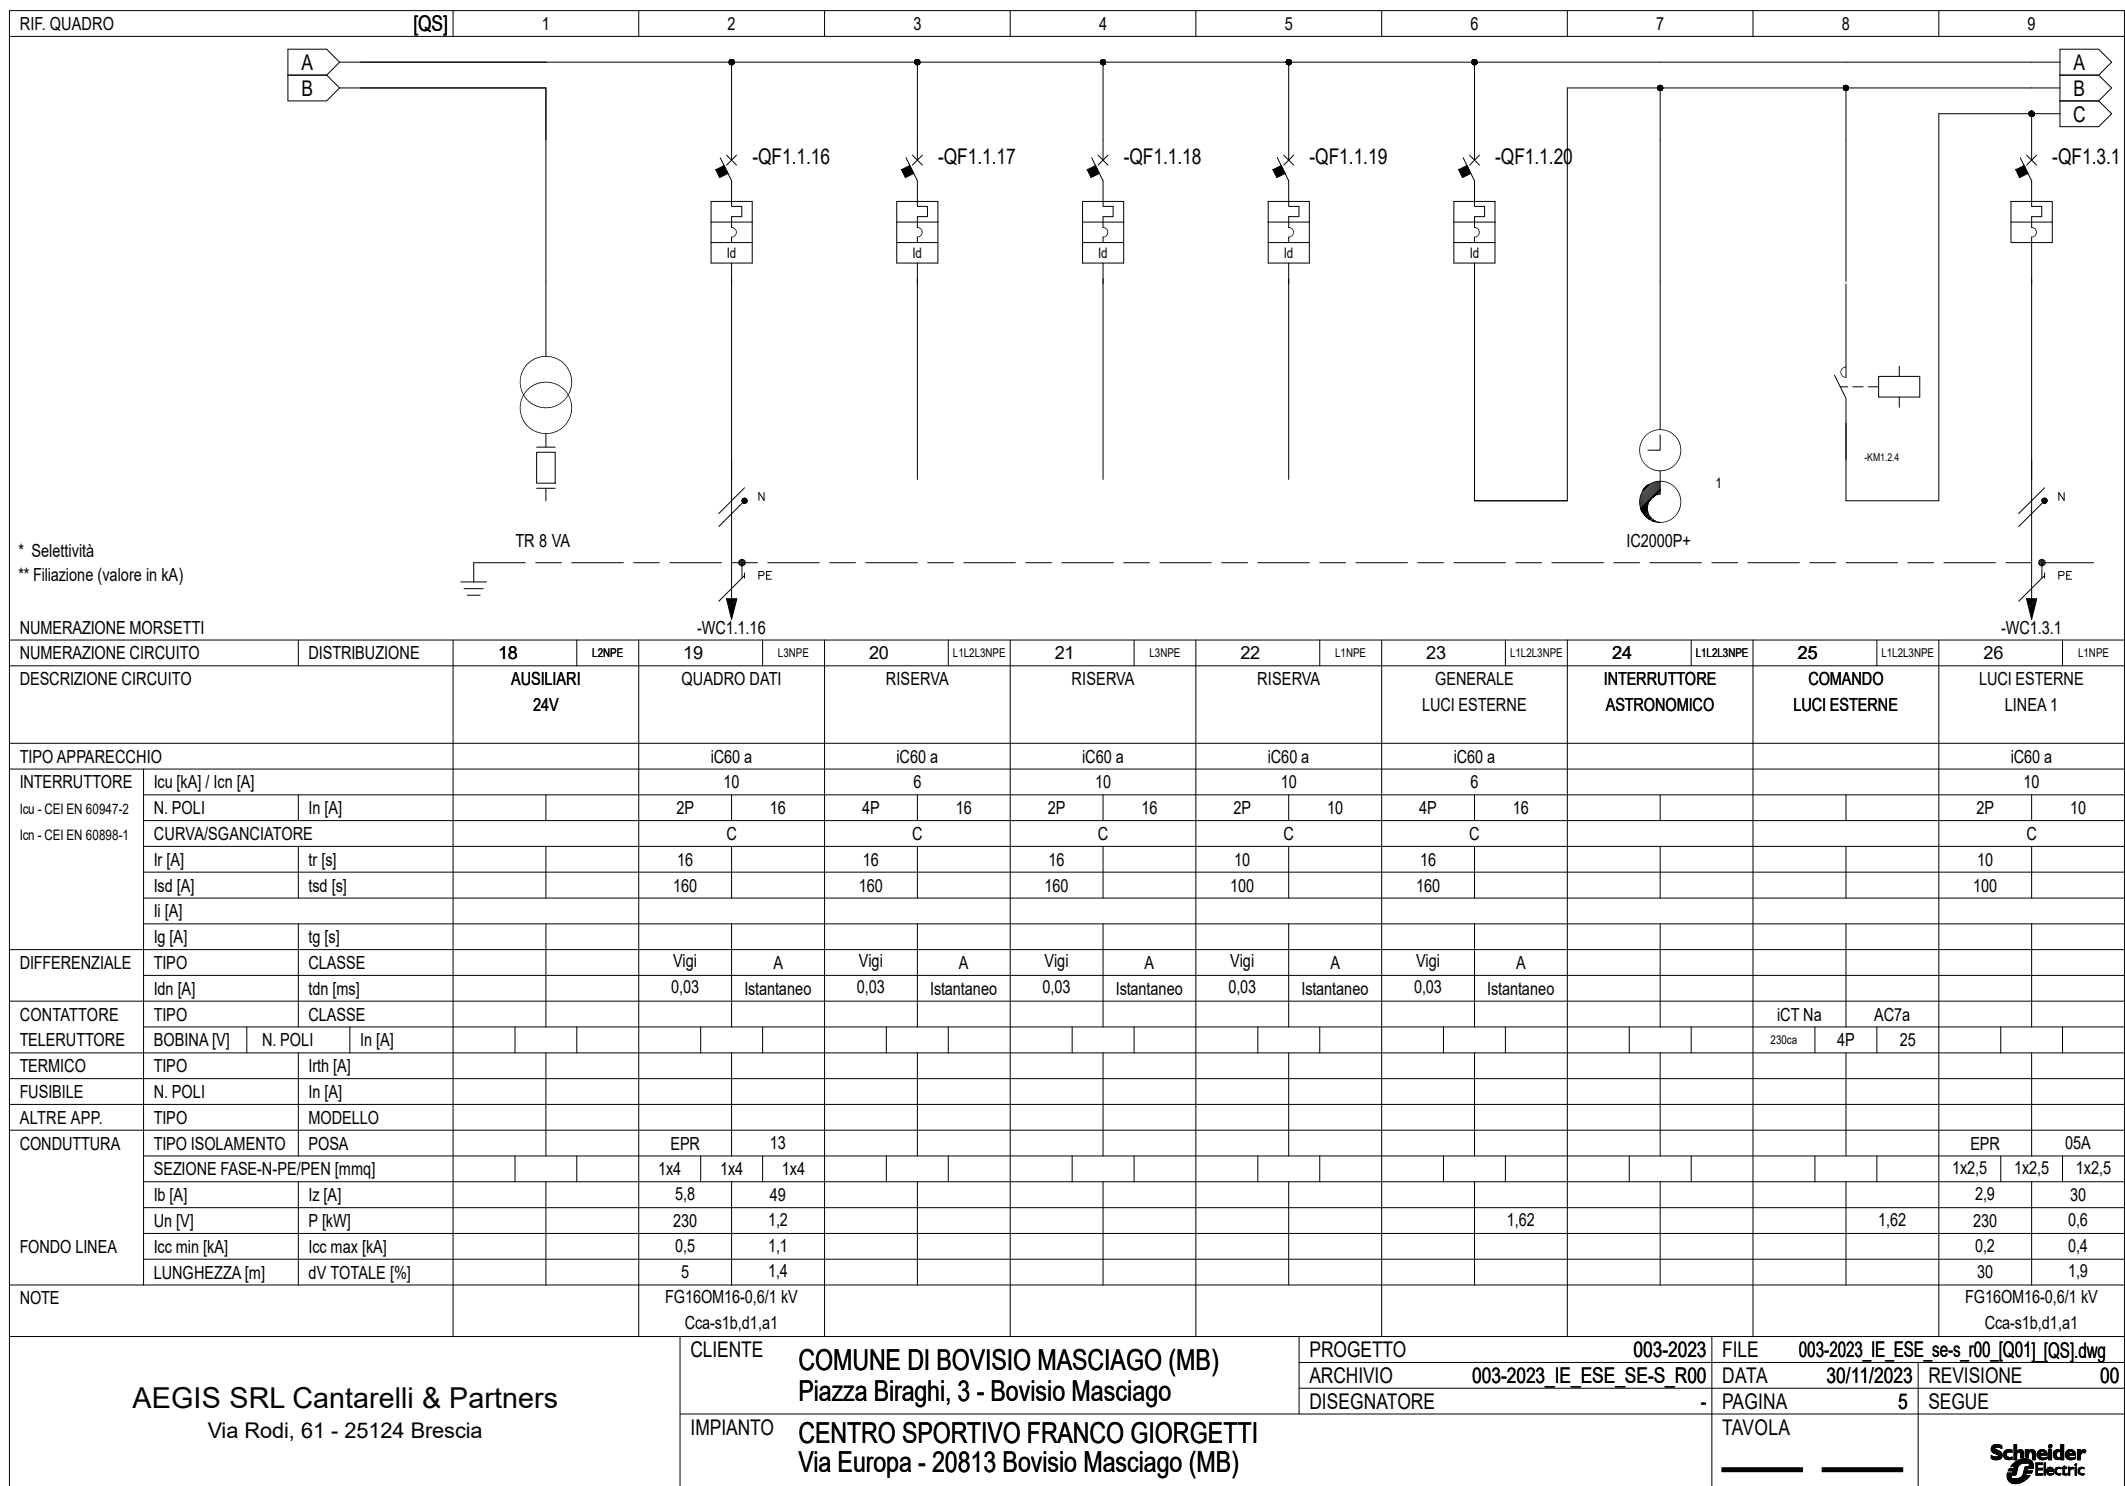 RIF. QUADRO [QS] 1 2 3 4 5 6 7 8 9
A A
B B
C
-QF1.1.16 -QF1.1.17 -QF1.1.18 -QF1.1.19 -QF1.1.20 -QF1.3.1
Id Id Id Id Id
-KM1.2.4
1
N N
TR 8 VA IC2000P+
* Selettività
** Filiazione (valore in kA)
PE PE
NUMERAZIONE MORSETTI -WC1.1.16 -WC1.3.1
NUMERAZIONE CIRCUITO DISTRIBUZIONE 18 L2NPE 19 L3NPE 20 L1L2L3NPE 21 L3NPE 22 L1NPE 23 L1L2L3NPE 24 L1L2L3NPE 25 L1L2L3NPE 26 L1NPE
DESCRIZIONE CIRCUITO AUSILIARI QUADRO DATI RISERVA RISERVA RISERVA GENERALE INTERRUTTORE COMANDO LUCI ESTERNE
24V LUCI ESTERNE ASTRONOMICO LUCI ESTERNE LINEA 1
TIPO APPARECCHIO iC60 a iC60 a iC60 a iC60 a iC60 a iC60 a
INTERRUTTORE Icu [kA] / Icn [A] 10 6 10 10 6 10
Icu - CEI EN 60947-2 N. POLI In [A] 2P 16 4P 16 2P 16 2P 10 4P 16 2P 10
Icn - CEI EN 60898-1 CURVA/SGANCIATORE C C C C C C
Ir [A] tr [s] 16 16 16 10 16 10
Isd [A] tsd [s] 160 160 160 100 160 100
Ii [A]
Ig [A] tg [s]
DIFFERENZIALE TIPO CLASSE Vigi A Vigi A Vigi A Vigi A Vigi A
Idn [A] tdn [ms] 0,03 Istantaneo 0,03 Istantaneo 0,03 Istantaneo 0,03 Istantaneo 0,03 Istantaneo
CONTATTORE TIPO CLASSE iCT Na AC7a
TELERUTTORE BOBINA [V] N. POLI In [A] 230ca 4P 25
TERMICO TIPO Irth [A]
FUSIBILE N. POLI In [A]
ALTRE APP. TIPO MODELLO
CONDUTTURA TIPO ISOLAMENTO POSA EPR 13 EPR 05A
SEZIONE FASE-N-PE/PEN [mmq] 1x4 1x4 1x4 1x2,5 1x2,5 1x2,5
Ib [A] Iz [A] 5,8 49 2,9 30
Un [V] P [kW] 230 1,2 1,62 1,62 230 0,6
FONDO LINEA Icc min [kA] Icc max [kA] 0,5 1,1 0,2 0,4
LUNGHEZZA [m] dV TOTALE [%] 5 1,4 30 1,9
NOTE FG16OM16-0,6/1 kV FG16OM16-0,6/1 kV
Cca-s1b,d1,a1 Cca-s1b,d1,a1
AEGIS SRL Cantarelli & Partners
Via Rodi, 61 - 25124 Brescia
CLIENTE COMUNE DI BOVISIO MASCIAGO (MB)
Piazza Biraghi, 3 - Bovisio Masciago
IMPIANTO CENTRO SPORTIVO FRANCO GIORGETTI
Via Europa - 20813 Bovisio Masciago (MB)
PROGETTO 003-2023 FILE 003-2023_IE_ESE_se-s_r00_[Q01]_[QS].dwg
ARCHIVIO 003-2023_IE_ESE_SE-S_R00 DATA 30/11/2023 REVISIONE 00
DISEGNATORE - PAGINA 5 SEGUE
TAVOLA
Schneider
Electric